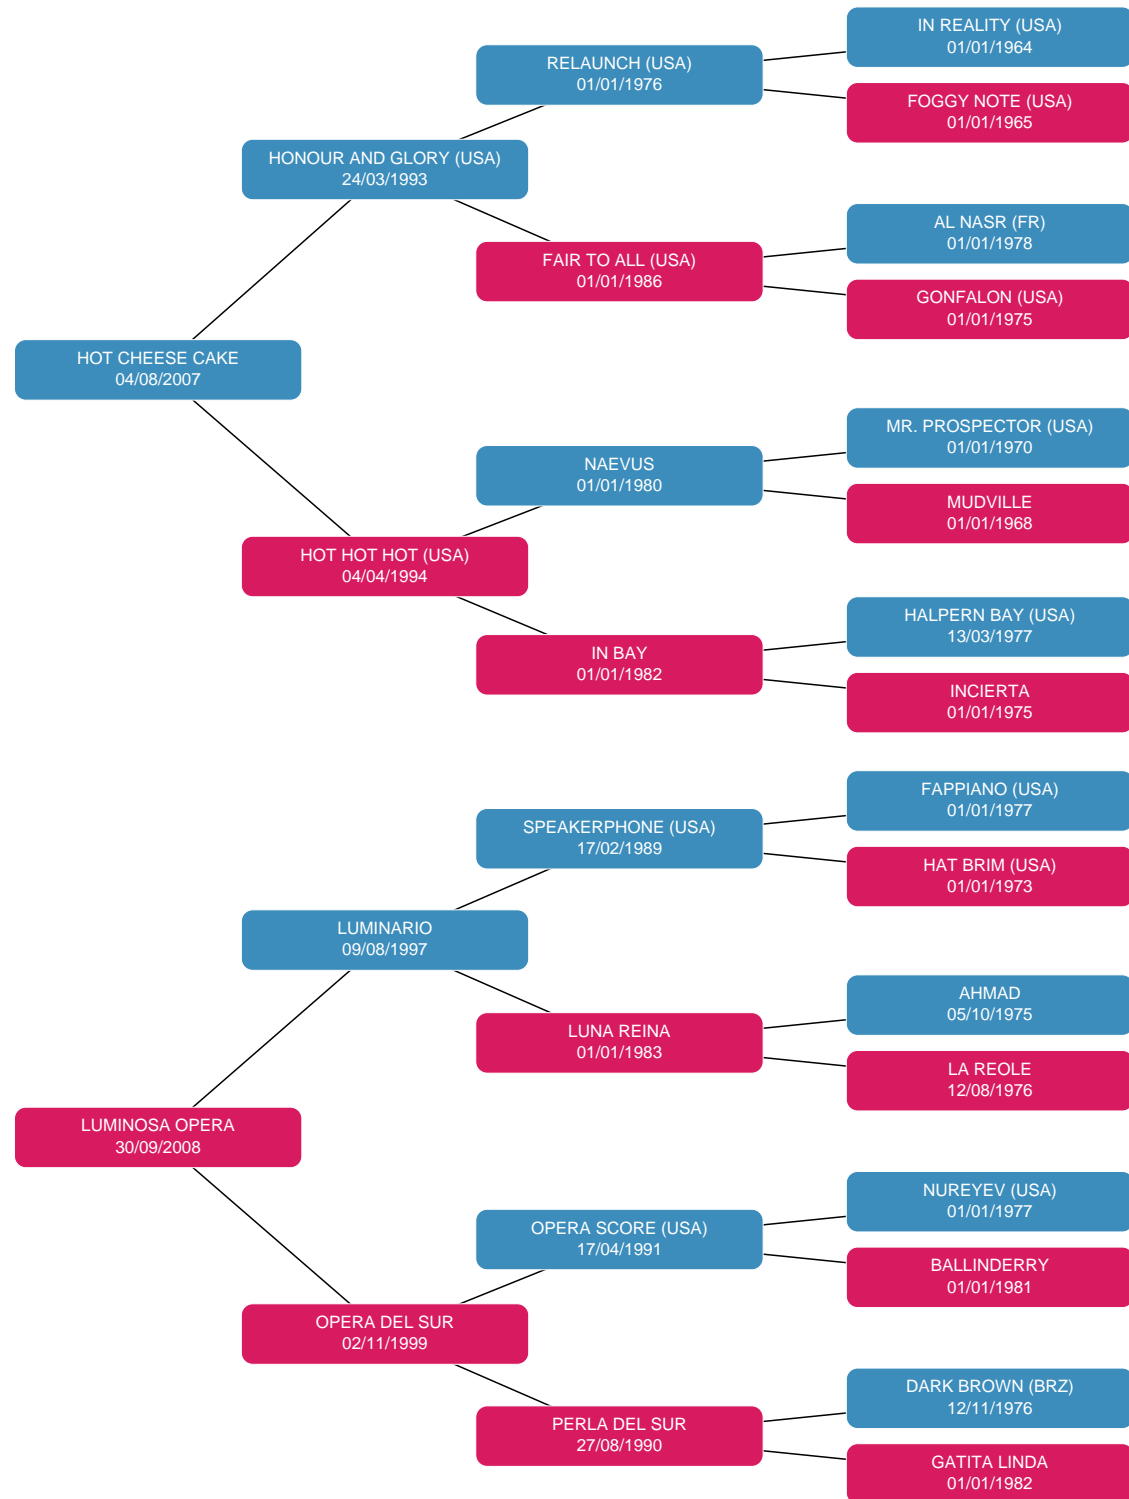 IN REALITY (USA)
01/01/1964
RELAUNCH (USA)
01/01/1976
FOGGY NOTE (USA)
01/01/1965
HONOUR AND GLORY (USA)
24/03/1993
AL NASR (FR)
01/01/1978
FAIR TO ALL (USA)
01/01/1986
GONFALON (USA)
01/01/1975
HOT CHEESE CAKE
04/08/2007
MR. PROSPECTOR (USA)
01/01/1970
NAEVUS
01/01/1980
MUDVILLE
01/01/1968
HOT HOT HOT (USA)
04/04/1994
HALPERN BAY (USA)
13/03/1977
IN BAY
01/01/1982
INCIERTA
01/01/1975
FAPPIANO (USA)
01/01/1977
SPEAKERPHONE (USA)
17/02/1989
HAT BRIM (USA)
01/01/1973
LUMINARIO
09/08/1997
AHMAD
05/10/1975
LUNA REINA
01/01/1983
LA REOLE
12/08/1976
LUMINOSA OPERA
30/09/2008
NUREYEV (USA)
01/01/1977
OPERA SCORE (USA)
17/04/1991
BALLINDERRY
01/01/1981
OPERA DEL SUR
02/11/1999
DARK BROWN (BRZ)
12/11/1976
PERLA DEL SUR
27/08/1990
GATITA LINDA
01/01/1982